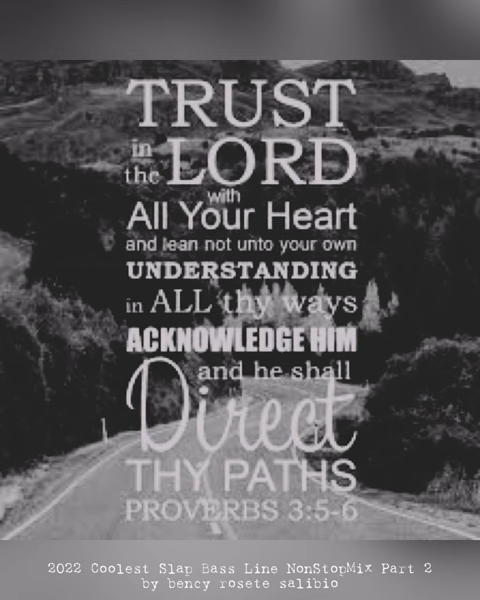 TRUST
in
the LORD
with
All Your Heart
and lean not unto your own
UNDERSTANDING
in ALL thy ways
ACKNOWLEDGE HIM
and he shall
Direct
THY PATHS
PROVERBS 3:5-6
2022 Coolest Slap Bass Line NonStopMix Part 2
by bency rosete salibio